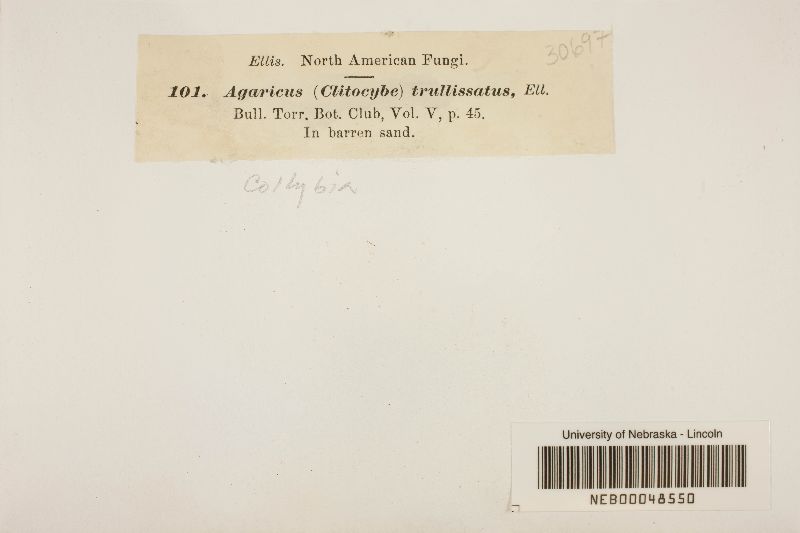 30697
Ellis. North American Fungi.
101. Agaricus (Clitocybe) trullissatus, Ell.
Bull. Torr. Bot. Club, Vol. V, p. 45.
In barren sand.
Collybia
University of Nebraska - Lincoln
NEB00048550